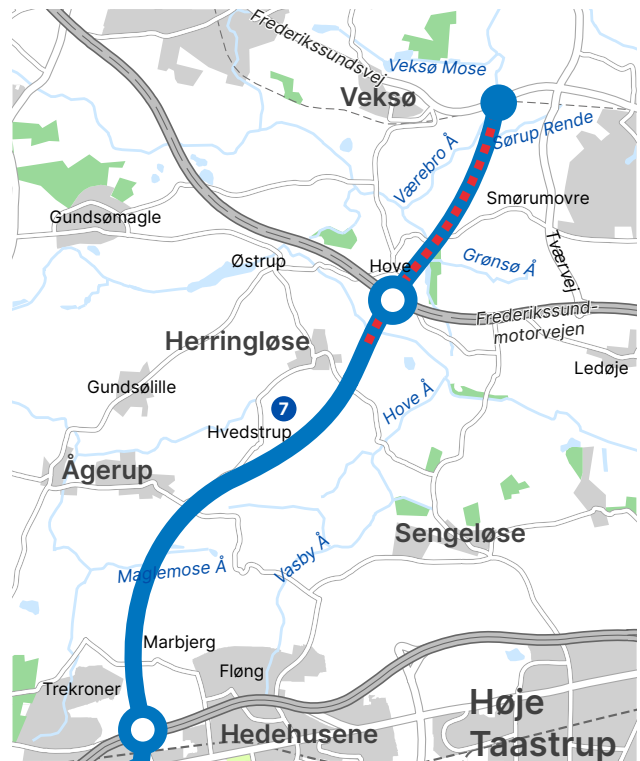 Frederikssundsvej
Veksø Mose
Veksø
Sørup Rende
Værebro Å
Smørumovre
Gundsømagle
Tværvej
Østrup
Hove
Grønsø Å
Frederikssund-
motorvejen
Herringløse
Ledøje
Gundsølille
7
Hove Å
Hvedstrup
Ågerup
Sengeløse
Vasby Å
Maglemose Å
Marbjerg
Fløng
Trekroner
Høje
Taastrup
Hedehusene